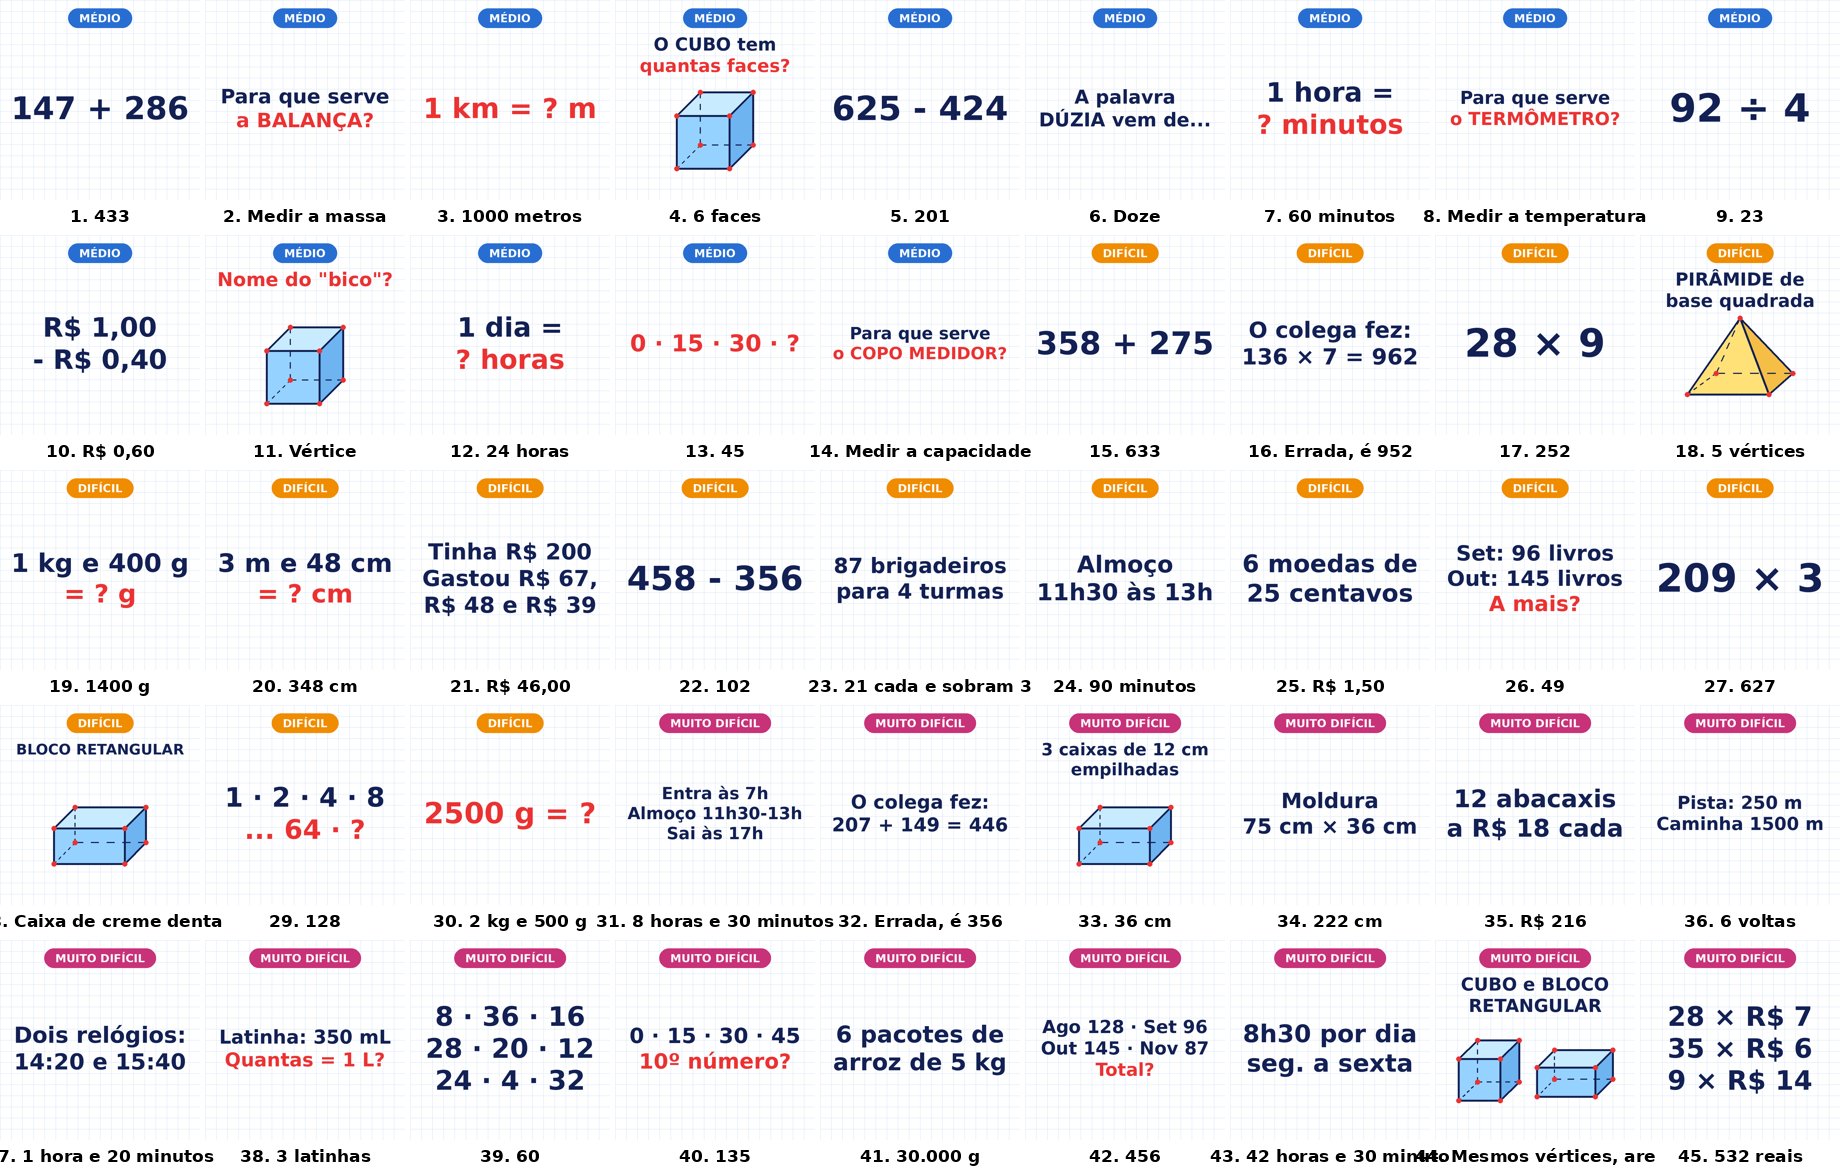 MÉDIO
147 + 286
1. 433
MÉDIO
Para que serve
a BALANÇA?
2. Medir a massa
MÉDIO
1 km = ? m
3. 1000 metros
MÉDIO
O CUBO tem
quantas faces?
4. 6 faces
MÉDIO
625 - 424
5. 201
MÉDIO
A palavra
DÚZIA vem de...
6. Doze
MÉDIO
1 hora =
? minutos
7. 60 minutos
MÉDIO
Para que serve
o TERMÔMETRO?
8. Medir a temperatura
MÉDIO
92 ÷ 4
9. 23
MÉDIO
R$ 1,00
- R$ 0,40
10. R$ 0,60
MÉDIO
Nome do "bico"?
11. Vértice
MÉDIO
1 dia =
? horas
12. 24 horas
MÉDIO
0 · 15 · 30 · ?
13. 45
MÉDIO
Para que serve
o COPO MEDIDOR?
14. Medir a capacidade
DIFÍCIL
358 + 275
15. 633
DIFÍCIL
O colega fez:
136 × 7 = 962
16. Errada, é 952
DIFÍCIL
28 × 9
17. 252
DIFÍCIL
PIRÂMIDE de
base quadrada
18. 5 vértices
DIFÍCIL
1 kg e 400 g
= ? g
19. 1400 g
DIFÍCIL
3 m e 48 cm
= ? cm
20. 348 cm
DIFÍCIL
Tinha R$ 200
Gastou R$ 67,
R$ 48 e R$ 39
21. R$ 46,00
DIFÍCIL
458 - 356
22. 102
DIFÍCIL
87 brigadeiros
para 4 turmas
23. 21 cada e sobram 3
DIFÍCIL
Almoço
11h30 às 13h
24. 90 minutos
DIFÍCIL
6 moedas de
25 centavos
25. R$ 1,50
DIFÍCIL
Set: 96 livros
Out: 145 livros
A mais?
26. 49
DIFÍCIL
209 × 3
27. 627
DIFÍCIL
BLOCO RETANGULAR
. Caixa de creme denta
DIFÍCIL
1 · 2 · 4 · 8
... 64 · ?
29. 128
DIFÍCIL
2500 g = ?
30. 2 kg e 500 g
MUITO DIFÍCIL
Entra às 7h
Almoço 11h30-13h
Sai às 17h
31. 8 horas e 30 minutos
MUITO DIFÍCIL
O colega fez:
207 + 149 = 446
32. Errada, é 356
MUITO DIFÍCIL
3 caixas de 12 cm
empilhadas
33. 36 cm
MUITO DIFÍCIL
Moldura
75 cm × 36 cm
34. 222 cm
MUITO DIFÍCIL
12 abacaxis
a R$ 18 cada
35. R$ 216
MUITO DIFÍCIL
Pista: 250 m
Caminha 1500 m
36. 6 voltas
MUITO DIFÍCIL
Dois relógios:
14:20 e 15:40
7. 1 hora e 20 minutos
MUITO DIFÍCIL
Latinha: 350 mL
Quantas = 1 L?
38. 3 latinhas
MUITO DIFÍCIL
8 · 36 · 16
28 · 20 · 12
24 · 4 · 32
39. 60
MUITO DIFÍCIL
0 · 15 · 30 · 45
10º número?
40. 135
MUITO DIFÍCIL
6 pacotes de
arroz de 5 kg
41. 30.000 g
MUITO DIFÍCIL
Ago 128 · Set 96
Out 145 · Nov 87
Total?
42. 456
MUITO DIFÍCIL
8h30 por dia
seg. a sexta
43. 42 horas e 30
MUITO DIFÍCIL
CUBO e BLOCO
RETANGULAR
Mesmos vértices, are
MUITO DIFÍCIL
28 × R$ 7
35 × R$ 6
9 × R$ 14
45. 532 reais